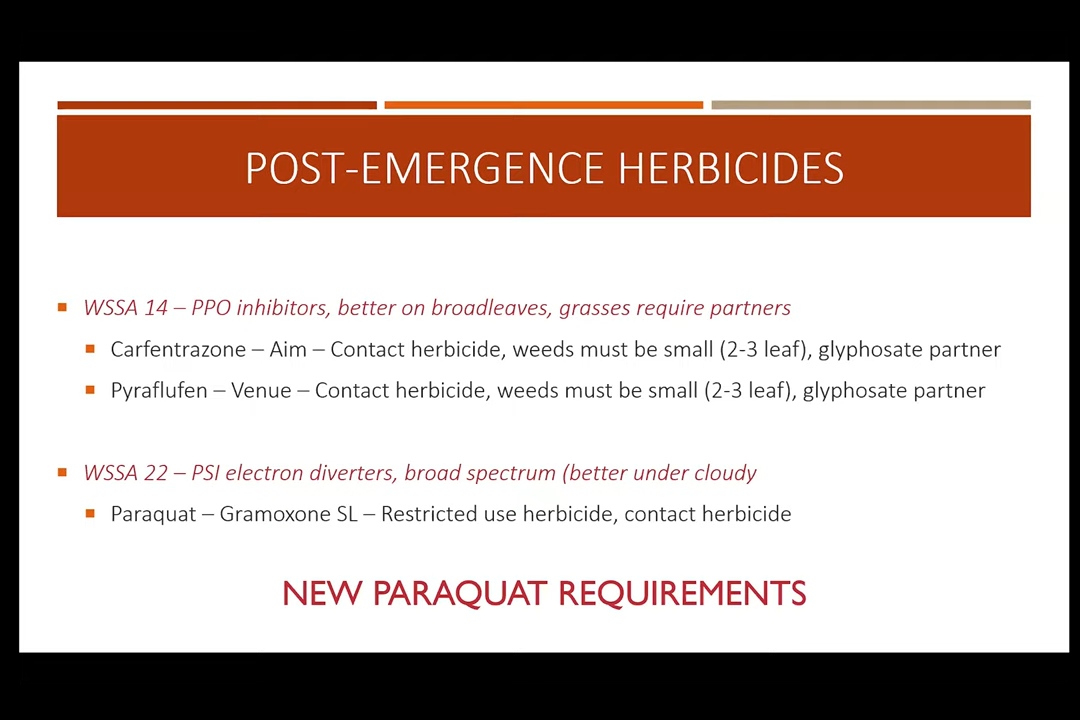 POST-EMERGENCE HERBICIDES
WSSA 14 – PPO inhibitors, better on broadleaves, grasses require partners
Carfentrazone – Aim – Contact herbicide, weeds must be small (2-3 leaf), glyphosate partner
Pyraflufen – Venue – Contact herbicide, weeds must be small (2-3 leaf), glyphosate partner
WSSA 22 – PSI electron diverters, broad spectrum (better under cloudy
Paraquat – Gramoxone SL – Restricted use herbicide, contact herbicide
NEW PARAQUAT REQUIREMENTS